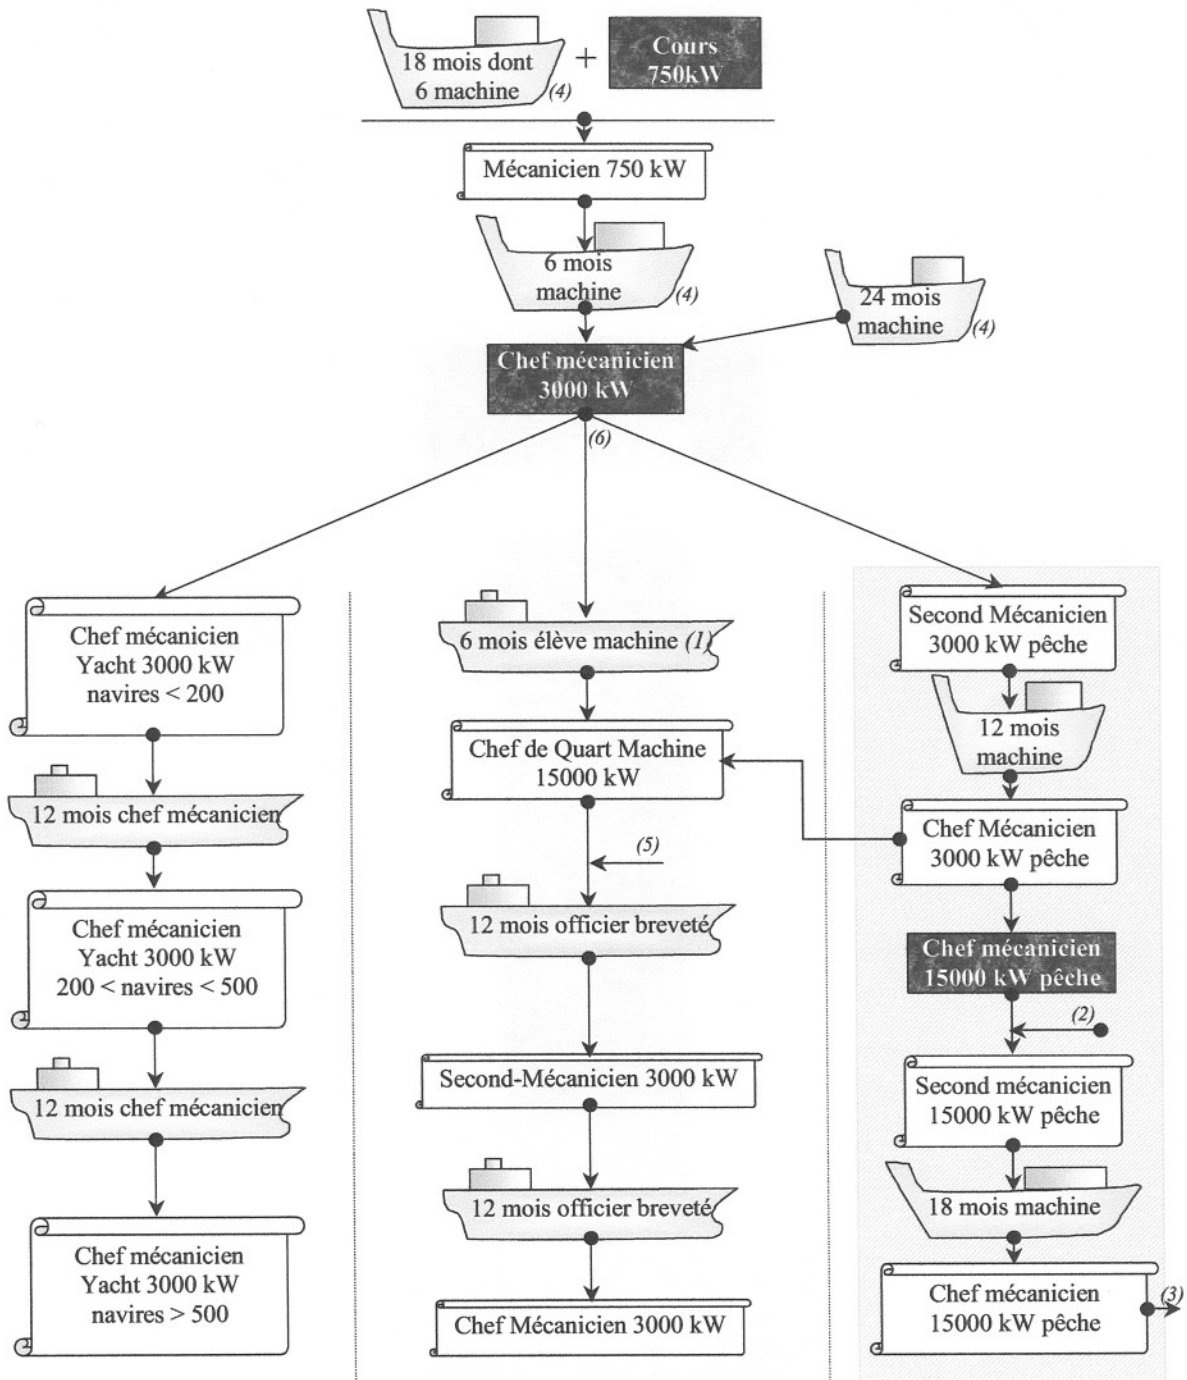 18 mois dont
6 machine
(4)
+
Cours
750kW
Mécanicien 750 kW
6 mois
machine
(4)
24 mois
machine
(4)
Chef mécanicien
3000 kW
(6)
Chef mécanicien
Yacht 3000 kW
navires < 200
12 mois chef mécanicien
Chef mécanicien
Yacht 3000 kW
200 < navires < 500
12 mois chef mécanicien
Chef mécanicien
Yacht 3000 kW
navires > 500
6 mois élève machine (1)
Chef de Quart Machine
15000 kW
(5)
12 mois officier breveté
Second-Mécanicien 3000 kW
12 mois officier breveté
Chef Mécanicien 3000 kW
Second Mécanicien
3000 kW pêche
12 mois
machine
Chef Mécanicien
3000 kW pêche
Chef mécanicien
15000 kW pêche
(2)
Second mécanicien
15000 kW pêche
18 mois machine
Chef mécanicien
15000 kW pêche
(3)